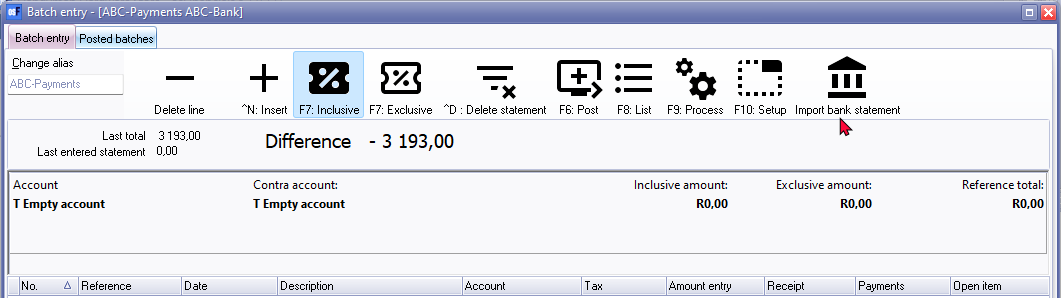 Batch entry - [ABC-Payments ABC-Bank]
Batch entry Posted batches
Change alias
ABC-Payments
Delete line ^N: Insert F7: Inclusive F7: Exclusive ^D : Delete statement F6: Post F8: List F9: Process F10: Setup Import bank statement
Last total 3 193,00
Last entered statement 0,00
Difference - 3 193,00
Account Contra account: Inclusive amount: Exclusive amount: Reference total:
T Empty account T Empty account R0,00 R0,00 R0,00
No. Reference Date Description Account Tax Amount entry Receipt Payments Open item